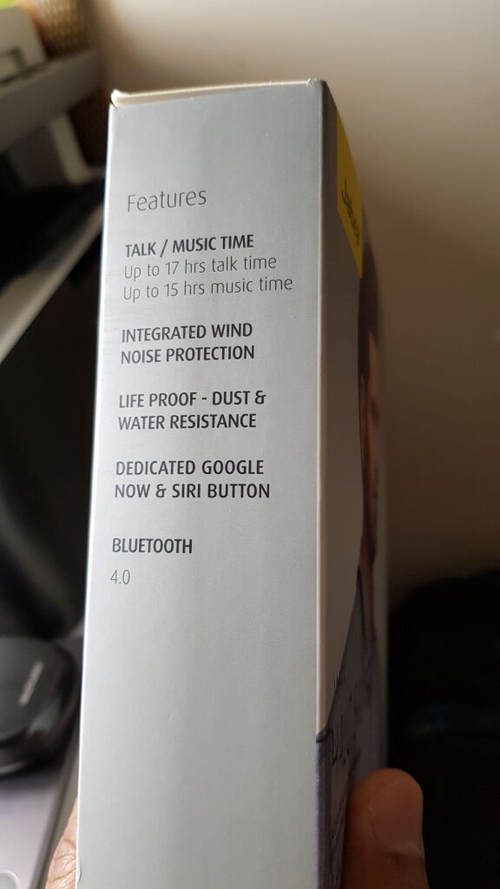 Features
TALK / MUSIC TIME
Up to 17 hrs talk time
Up to 15 hrs music time
INTEGRATED WIND
NOISE PROTECTION
LIFE PROOF - DUST &
WATER RESISTANCE
DEDICATED GOOGLE
NOW & SIRI BUTTON
BLUETOOTH
4.0
Jabra